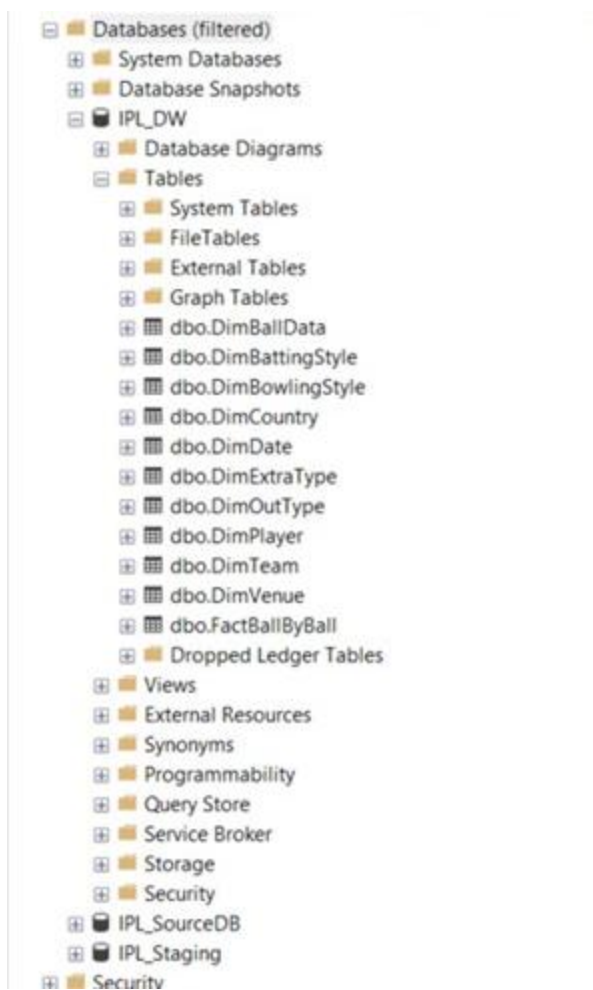 Databases (filtered)
System Databases
Database Snapshots
IPL_DW
Database Diagrams
Tables
System Tables
FileTables
External Tables
Graph Tables
dbo.DimBallData
dbo.DimBattingStyle
dbo.DimBowlingStyle
dbo.DimCountry
dbo.DimDate
dbo.DimExtraType
dbo.DimOutType
dbo.DimPlayer
dbo.DimTeam
dbo.DimVenue
dbo.FactBallByBall
Dropped Ledger Tables
Views
External Resources
Synonyms
Programmability
Query Store
Service Broker
Storage
Security
IPL_SourceDB
IPL_Staging
Security